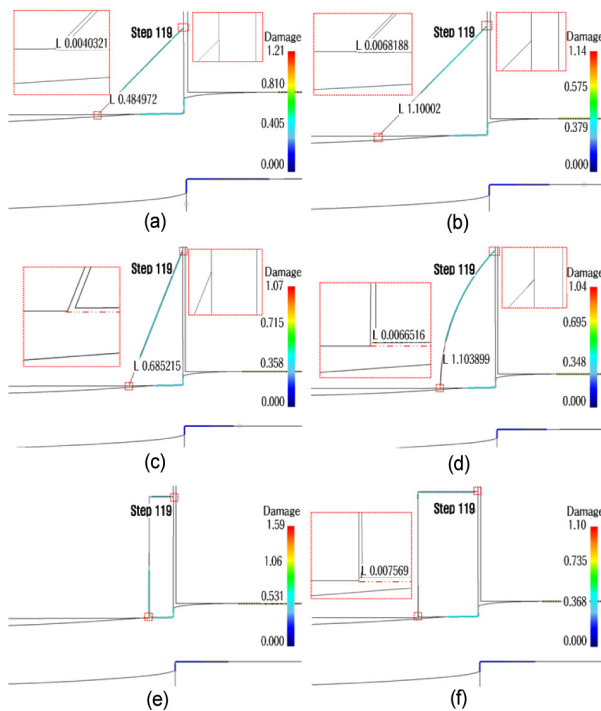 Step 119
L 0.0040321
L 0.484972
Damage
1.21
0.810
0.405
0.000
(a)
Step 119
L 0.0068188
L 1.10002
Damage
1.14
0.575
0.379
0.000
(b)
Step 119
L 0.685215
Damage
1.07
0.715
0.358
0.000
(c)
Step 119
L 0.0066516
L 1.103899
Damage
1.04
0.695
0.348
0.000
(d)
Step 119
Damage
1.59
1.06
0.531
0.000
(e)
Step 119
L 0.007569
Damage
1.10
0.735
0.368
0.000
(f)